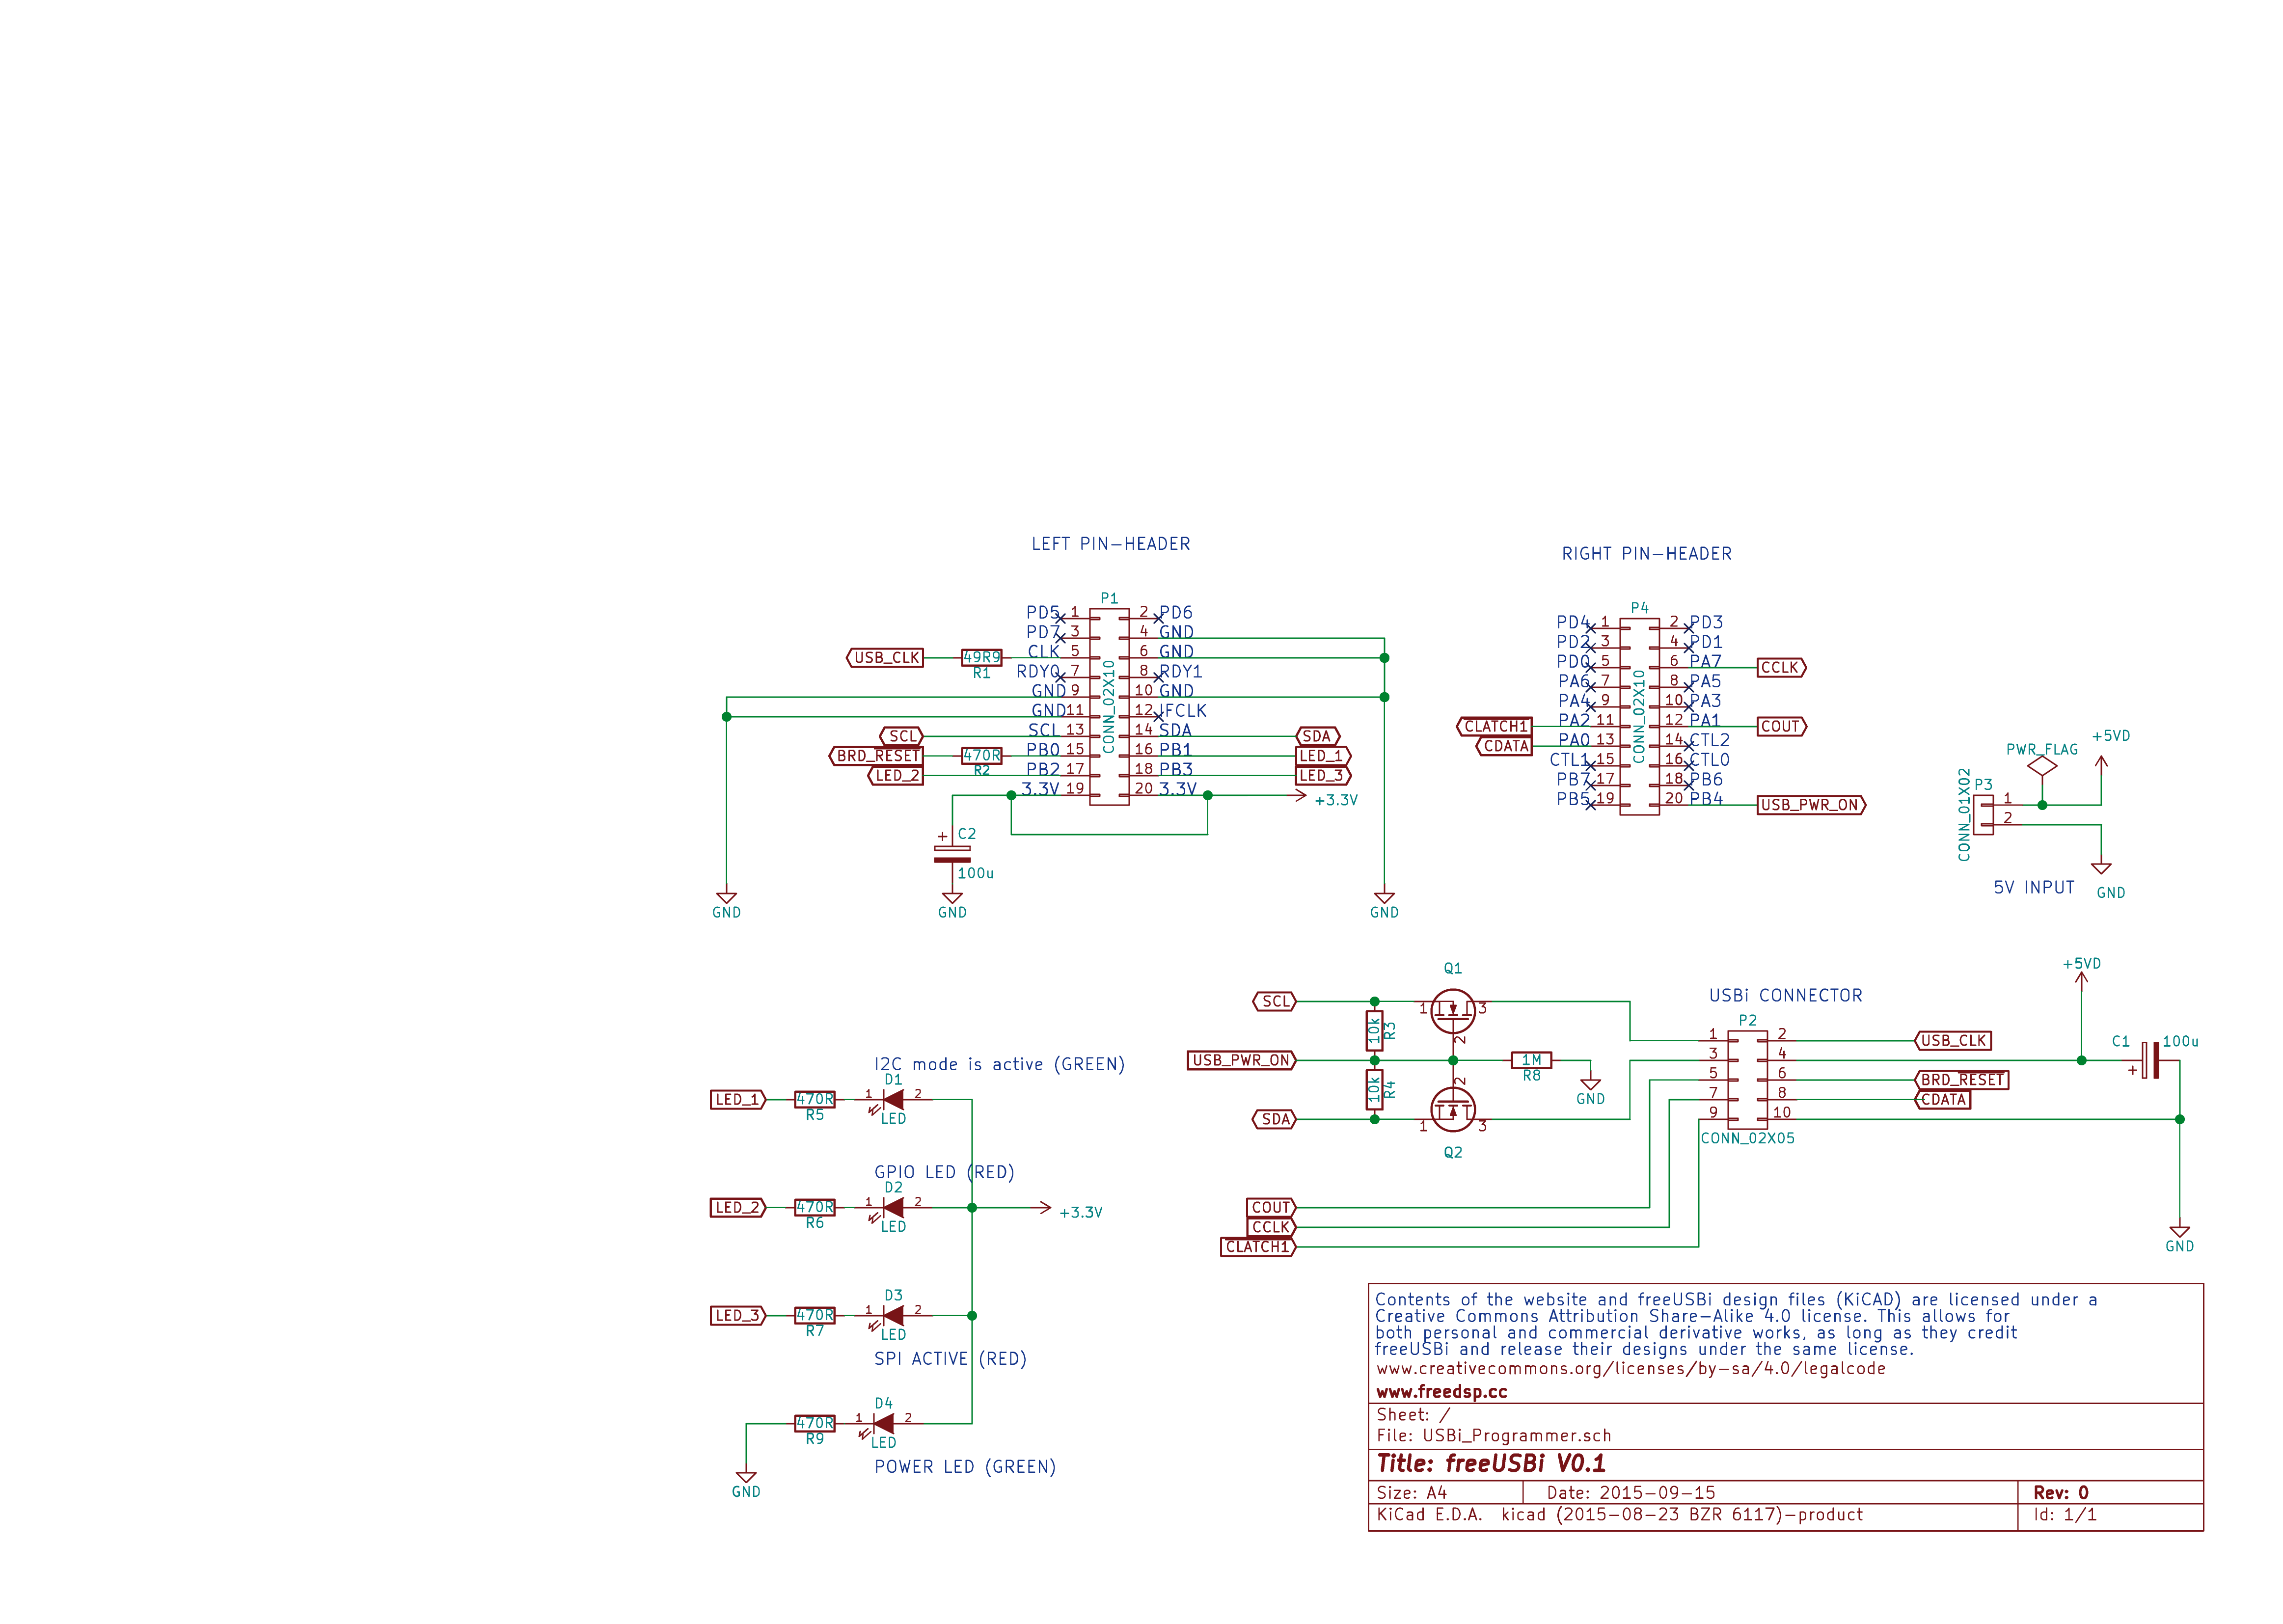 LEFT PIN-HEADER
P1
CONN_02X10
PD5 1 2 PD6
PD7 3 4 GND
USB_CLK 49R9 R1 CLK 5 6 GND
RDY0 7 8 RDY1
GND 9 10 GND
GND 11 12 IFCLK
SCL SCL 13 14 SDA SDA
BRD_RESET 470R R2 PB0 15 16 PB1 LED_1
LED_2 PB2 17 18 PB3 LED_3
3.3V 19 20 3.3V +3.3V
+ C2
100u
GND
GND
GND
RIGHT PIN-HEADER
P4
CONN_02X10
PD4 1 2 PD3
PD2 3 4 PD1
PD0 5 6 PA7 CCLK
PA6 7 8 PA5
PA4 9 10 PA3
CLATCH1 PA2 11 12 PA1 COUT
CDATA PA0 13 14 CTL2
CTL1 15 16 CTL0
PB7 17 18 PB6
PB5 19 20 PB4 USB_PWR_ON
+5VD
PWR_FLAG
P3
CONN_01X02
1
2
5V INPUT
GND
I2C mode is active (GREEN)
D1
LED_1 470R 1 2
R5 LED
GPIO LED (RED)
D2
LED_2 470R 1 2
R6 LED
+3.3V
D3
LED_3 470R 1 2
R7 LED
SPI ACTIVE (RED)
D4
470R 1 2
R9 LED
POWER LED (GREEN)
GND
Q1
SCL 1 3
2
10k R3
USB_PWR_ON 1M
R8
GND
10k R4
2
SDA 1 3
Q2
COUT
CCLK
CLATCH1
+5VD
USBi CONNECTOR
P2
1 2 USB_CLK
3 4
5 6 BRD_RESET
7 8 CDATA
9 10
CONN_02X05
C1 100u
+
GND
Contents of the website and freeUSBi design files (KiCAD) are licensed under a
Creative Commons Attribution Share-Alike 4.0 license. This allows for
both personal and commercial derivative works, as long as they credit
freeUSBi and release their designs under the same license.
www.creativecommons.org/licenses/by-sa/4.0/legalcode
www.freedsp.cc
Sheet: /
File: USBi_Programmer.sch
Title: freeUSBi V0.1
Size: A4 Date: 2015-09-15 Rev: 0
KiCad E.D.A. kicad (2015-08-23 BZR 6117)-product Id: 1/1